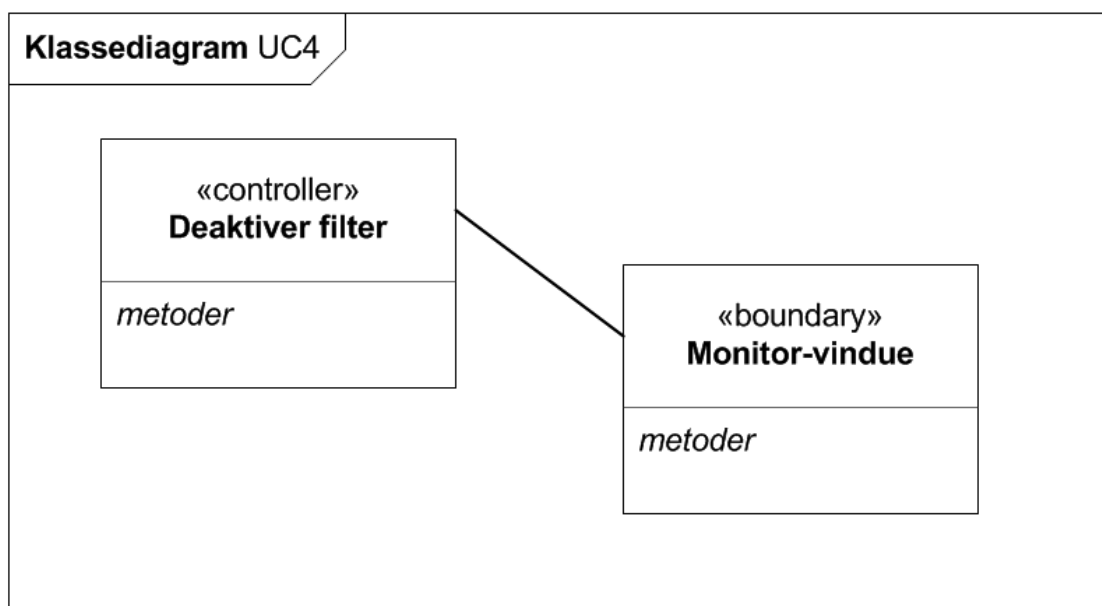 Klassediagram UC4
«controller»
Deaktiver filter
metoder
«boundary»
Monitor-vindue
metoder